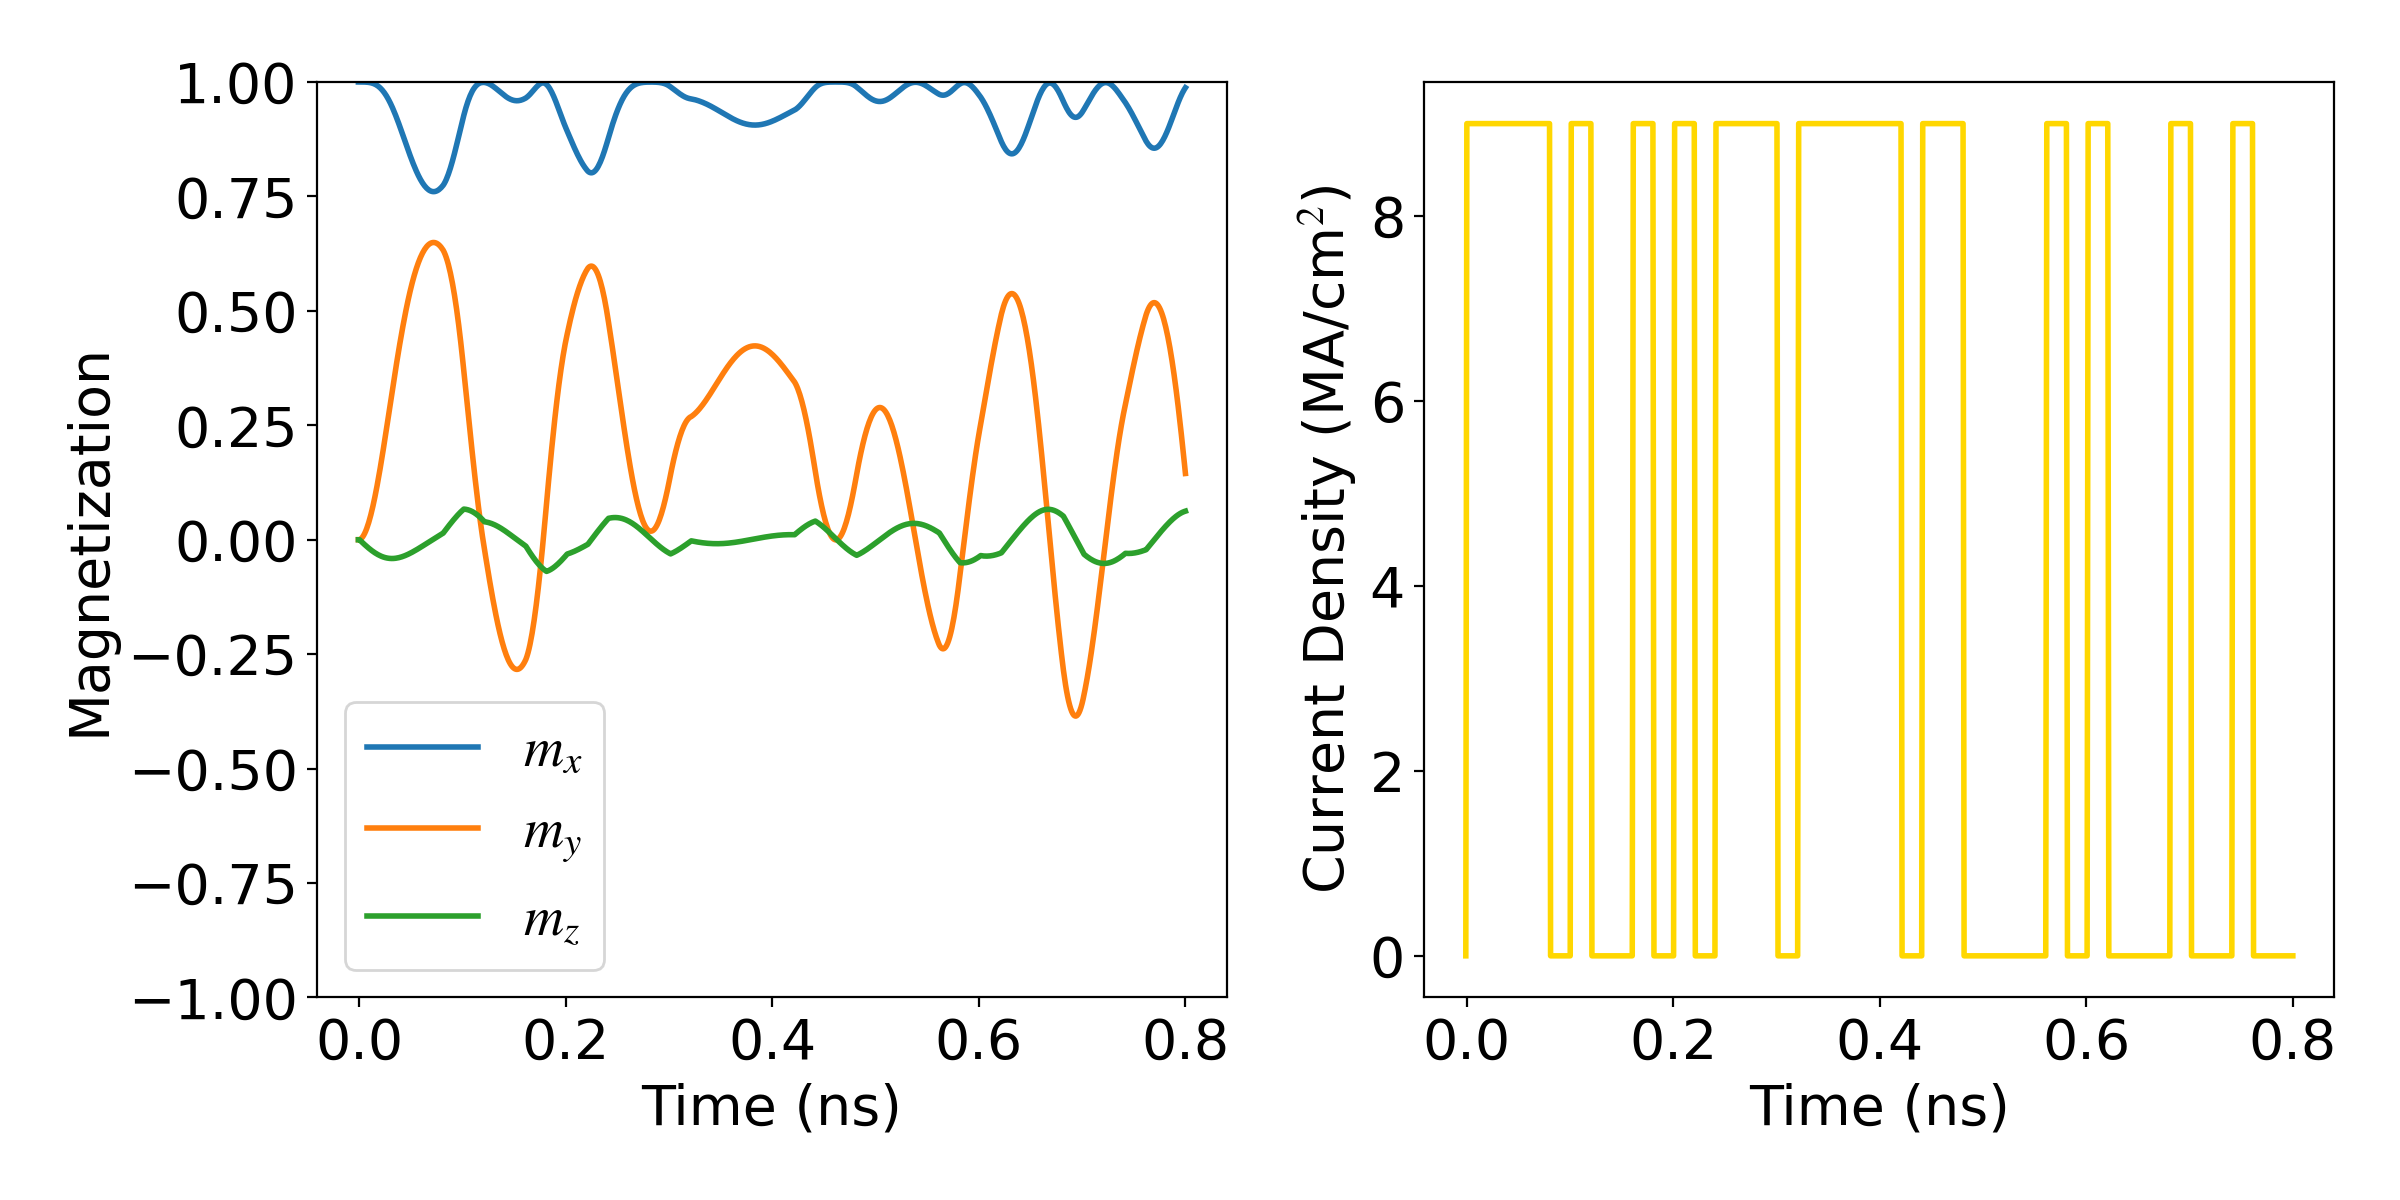 Magnetization
1.00
0.75
0.50
0.25
0.00
−0.25
−0.50
−0.75
−1.00
m_x
m_y
m_z
0.0 0.2 0.4 0.6 0.8
Time (ns)
Current Density (MA/cm²)
8
6
4
2
0
0.0 0.2 0.4 0.6 0.8
Time (ns)